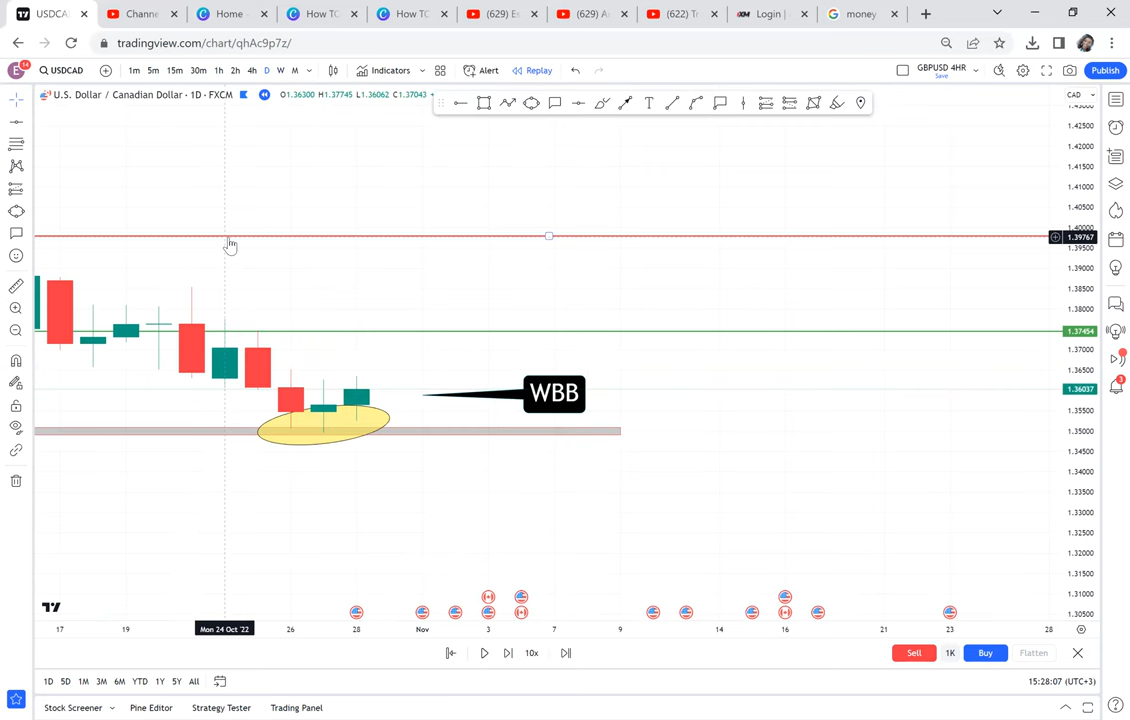 USDCAD
Channe
Home -
How TC
How TC
(629) Es
(629) A
(622) Tr
Login |
money
tradingview.com/chart/qhAc9p7z/
E 14 USDCAD 1m 5m 15m 30m 1h 2h 4h D W M Indicators Alert Replay GBPUSD 4HR Save Publish
U.S. Dollar / Canadian Dollar · 1D · FXCM O1.36300 H1.37745 L1.36062 C1.37043
CAD
1.43000
1.42500
1.42000
1.41500
1.41000
1.40500
1.40000
1.39767
1.39500
1.39000
1.38500
1.38000
1.37454
1.37000
1.36500
1.36037
WBB
1.35500
1.35000
1.34500
1.34000
1.33500
1.33000
1.32500
1.32000
1.31500
1.31000
1.30500
3
17 19 Mon 24 Oct '22 26 28 Nov 3 7 9 14 16 21 23 28
10x Sell 1K Buy Flatten
1D 5D 1M 3M 6M YTD 1Y 5Y All 15:28:07 (UTC+3)
Stock Screener Pine Editor Strategy Tester Trading Panel